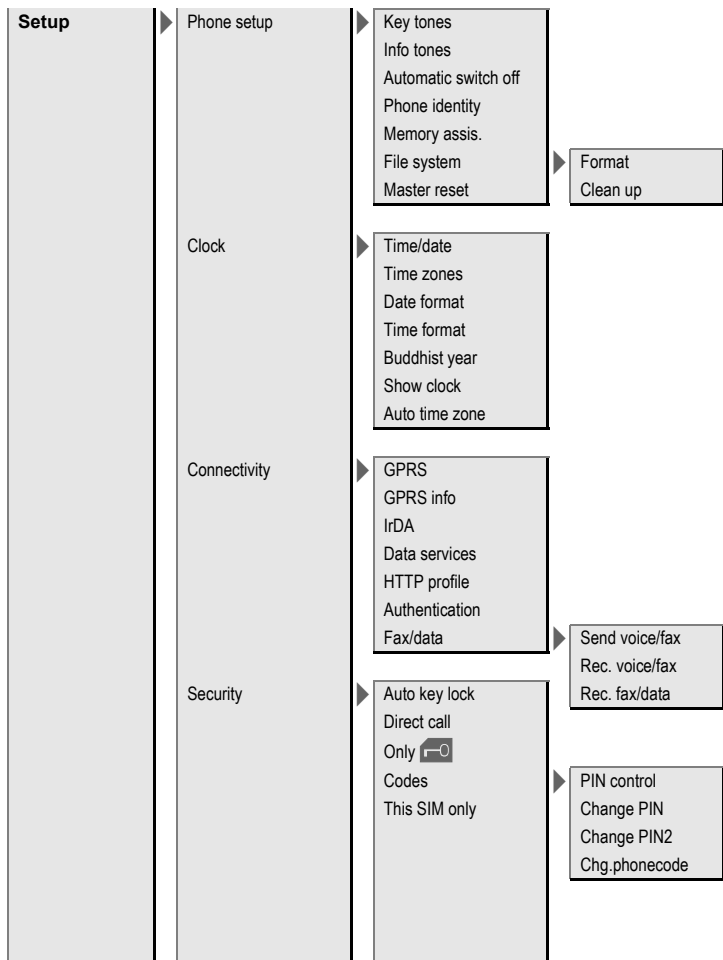 Setup
Phone setup
Key tones
Info tones
Automatic switch off
Phone identity
Memory assis.
File system
Format
Clean up
Master reset
Clock
Time/date
Time zones
Date format
Time format
Buddhist year
Show clock
Auto time zone
Connectivity
GPRS
GPRS info
IrDA
Data services
HTTP profile
Authentication
Fax/data
Send voice/fax
Rec. voice/fax
Rec. fax/data
Security
Auto key lock
Direct call
Only
Codes
PIN control
Change PIN
Change PIN2
Chg.phonecode
This SIM only